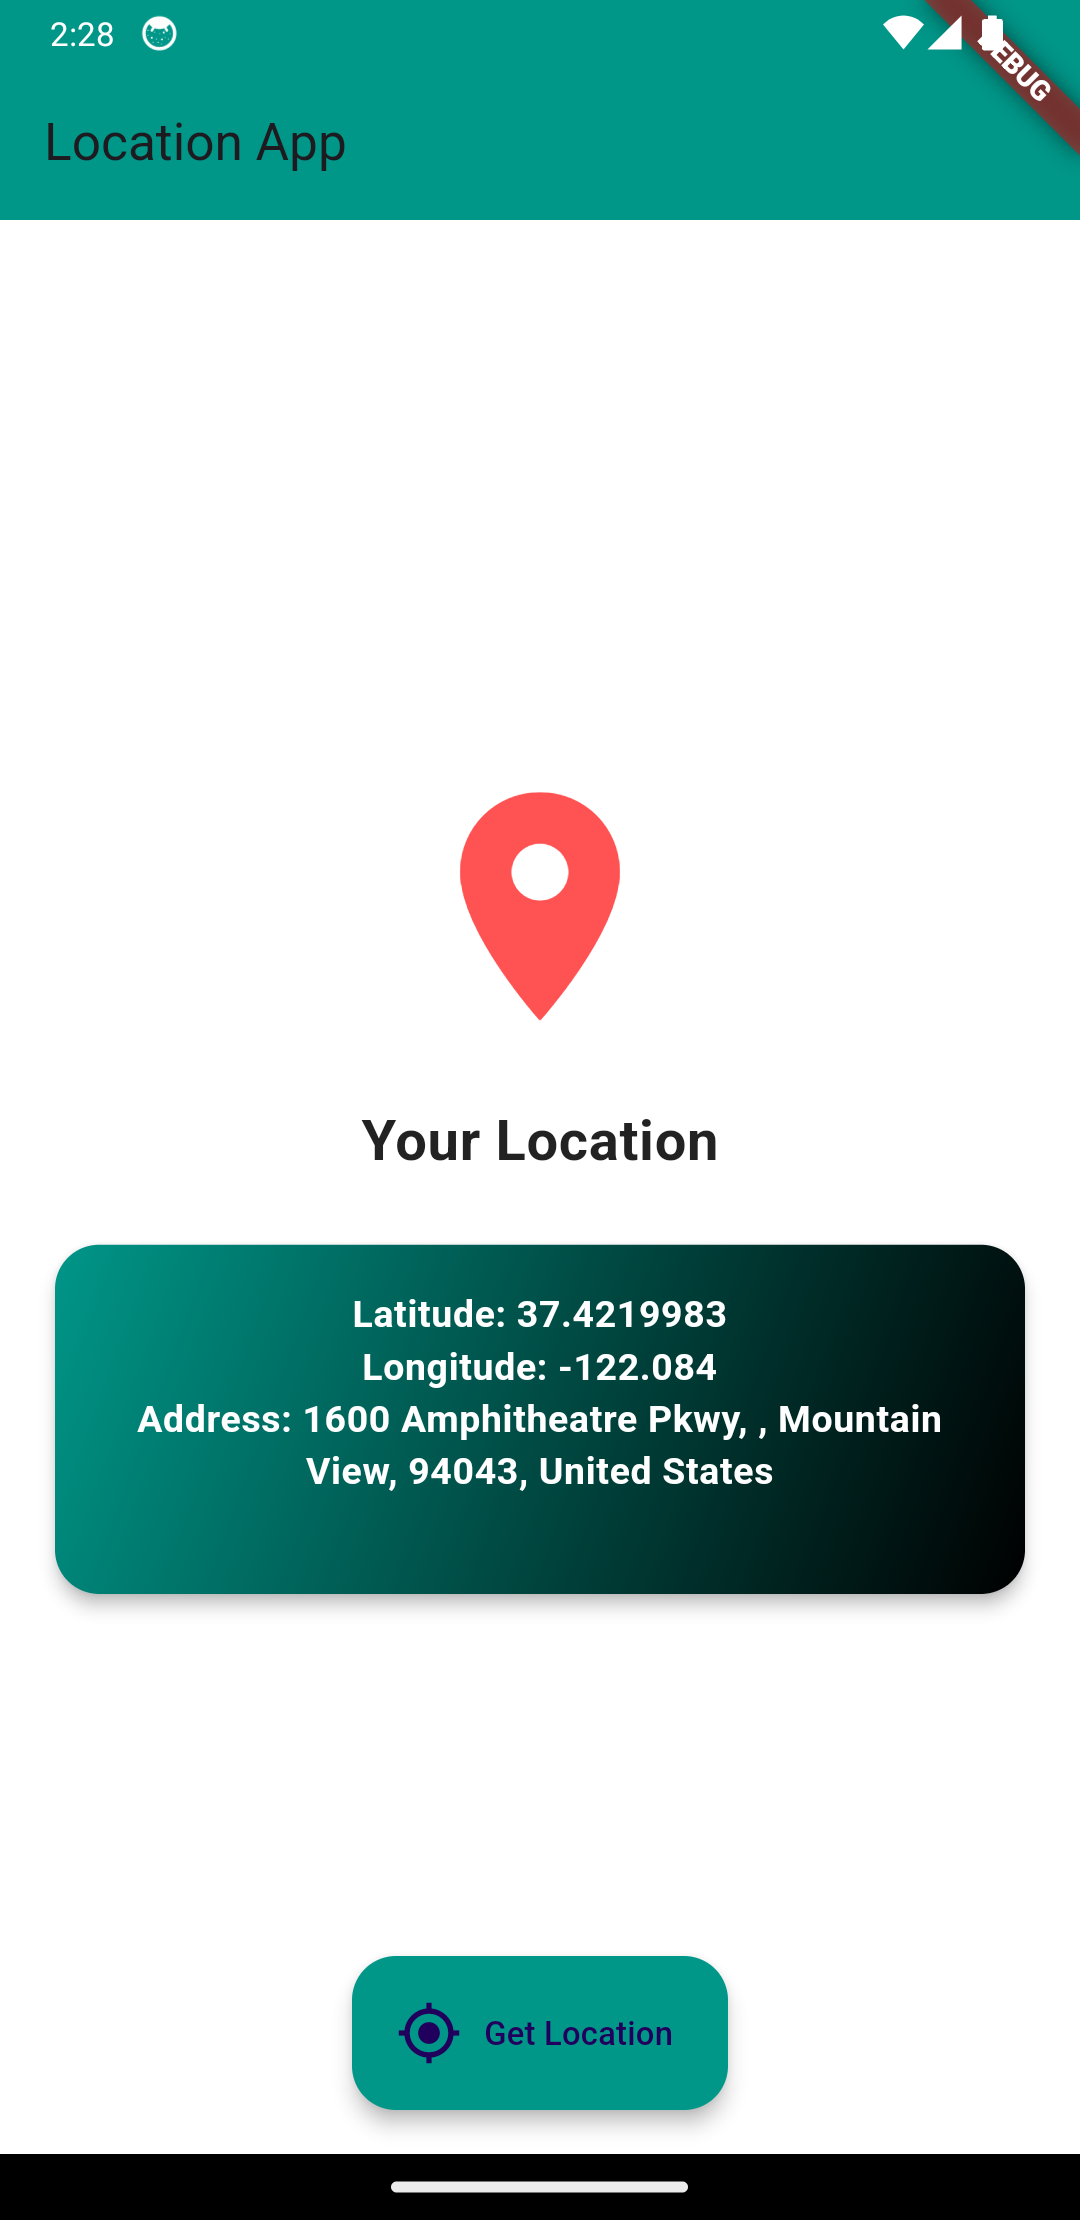 2:28
EBUG
Location App
Your Location
Latitude: 37.4219983
Longitude: -122.084
Address: 1600 Amphitheatre Pkwy, , Mountain
View, 94043, United States
Get Location